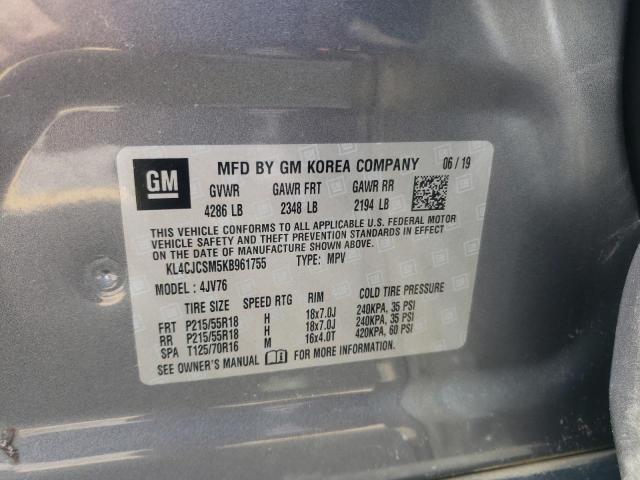 GM MFD BY GM KOREA COMPANY 06/19
GVWR GAWR FRT GAWR RR
4286 LB 2348 LB 2194 LB
THIS VEHICLE CONFORMS TO ALL APPLICABLE U.S. FEDERAL MOTOR
VEHICLE SAFETY AND THEFT PREVENTION STANDARDS IN EFFECT
ON THE DATE OF MANUFACTURE SHOWN ABOVE.
KL4CJCSM5KB961755 TYPE: MPV
MODEL: 4JV76
TIRE SIZE SPEED RTG RIM COLD TIRE PRESSURE
FRT P215/55R18 H 18x7.0J 240KPA, 35 PSI
RR P215/55R18 H 18x7.0J 240KPA, 35 PSI
SPA T125/70R16 M 16x4.0T 420KPA, 60 PSI
SEE OWNER'S MANUAL FOR MORE INFORMATION.